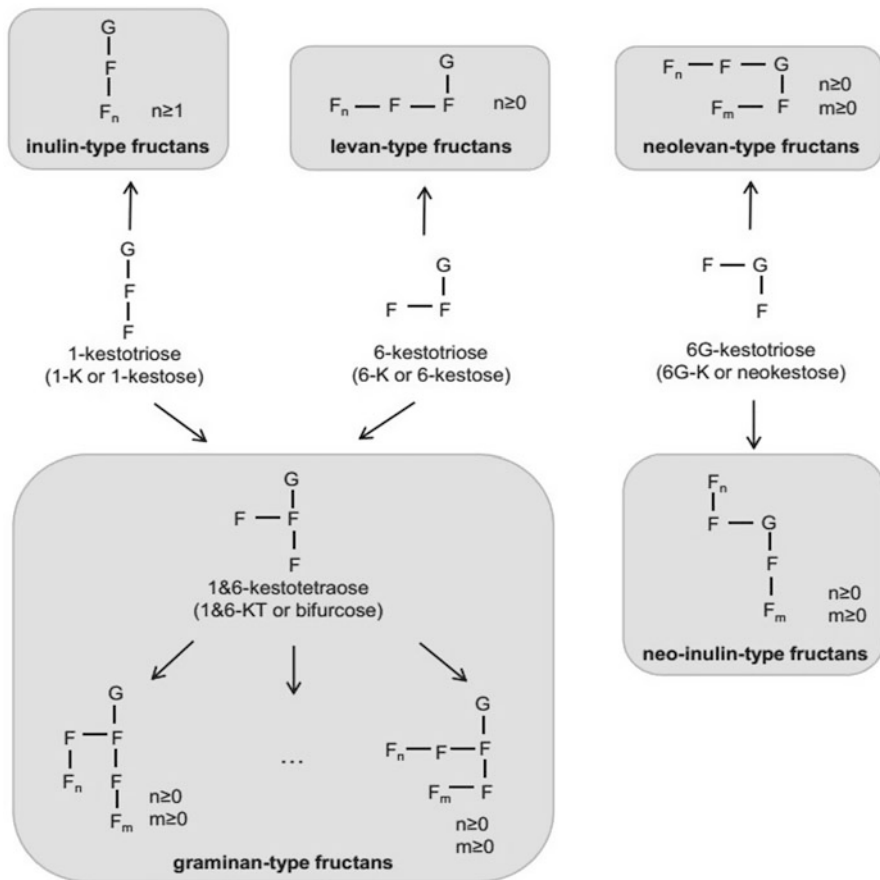 G
F
Fn n≥1
inulin-type fructans
G
Fn F F n≥0
levan-type fructans
Fn F G
n≥0
Fm F m≥0
neolevan-type fructans
G
F
F
1-kestotriose
(1-K or 1-kestose)
G
F F
6-kestotriose
(6-K or 6-kestose)
F G
F
6G-kestotriose
(6G-K or neokestose)
G
F F
F
1&6-kestotetraose
(1&6-KT or bifurcose)
G
F F
Fn F
Fm
n≥0
m≥0
...
G
Fn F F
Fm F
n≥0
m≥0
graminan-type fructans
Fn
F G
F
Fm
n≥0
m≥0
neo-inulin-type fructans